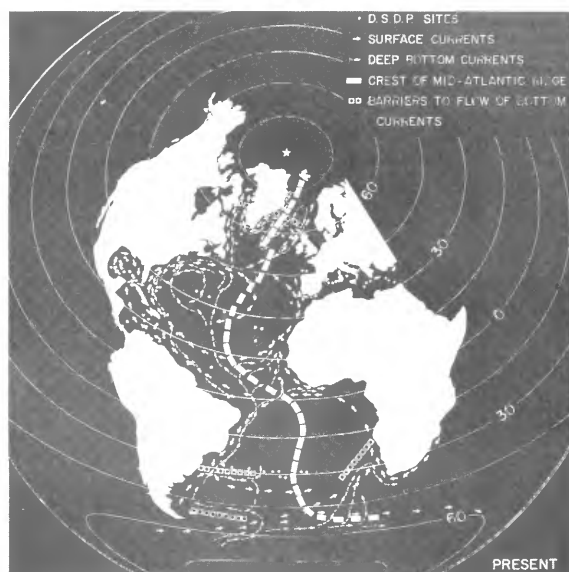 D.S.D.P. SITES
SURFACE CURRENTS
DEEP BOTTOM CURRENTS
CREST OF MID-ATLANTIC RIDGE
BARRIERS TO FLOW OF BOTTOM
CURRENTS
60
30
0
30
60
PRESENT